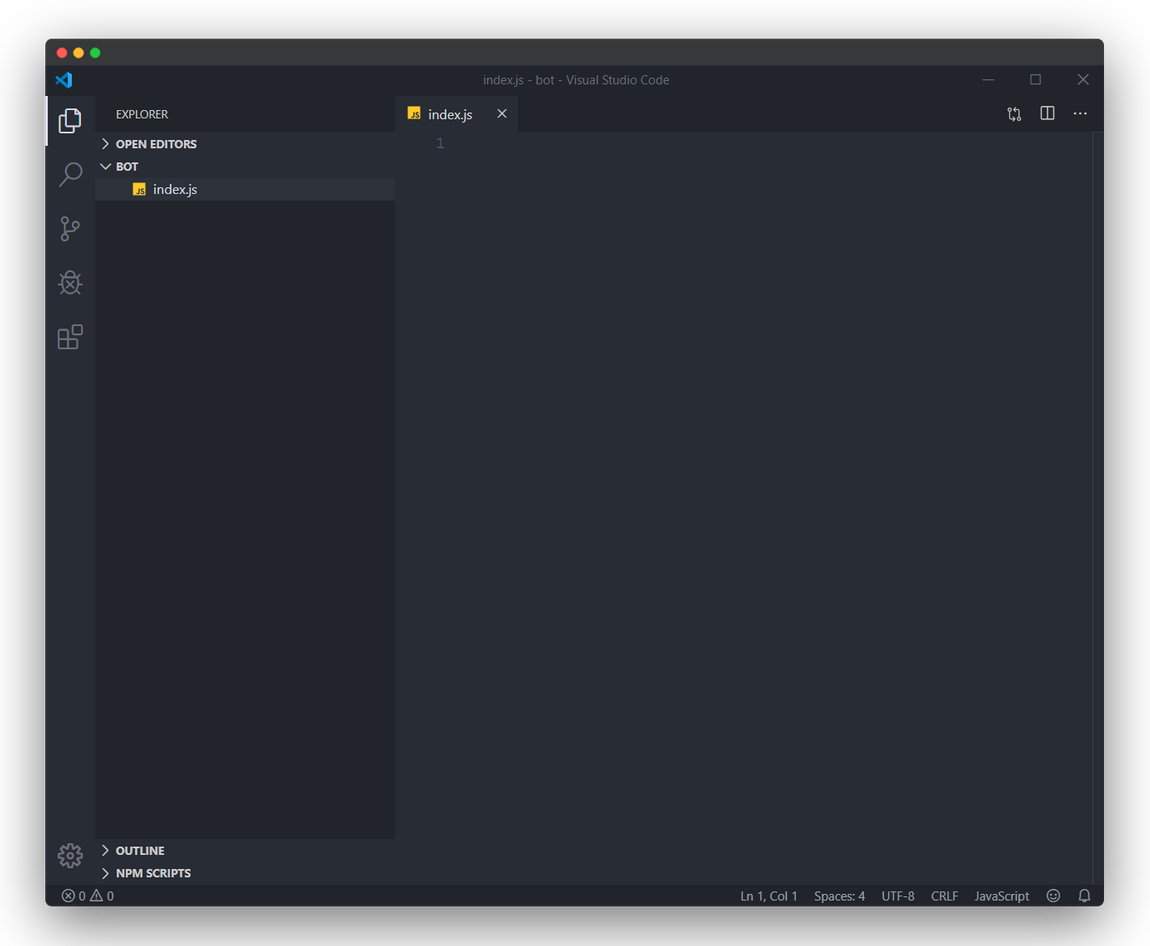 index.js - bot - Visual Studio Code
EXPLORER
JS index.js
OPEN EDITORS
1
BOT
JS index.js
OUTLINE
NPM SCRIPTS
0 0 Ln 1, Col 1 Spaces: 4 UTF-8 CRLF JavaScript